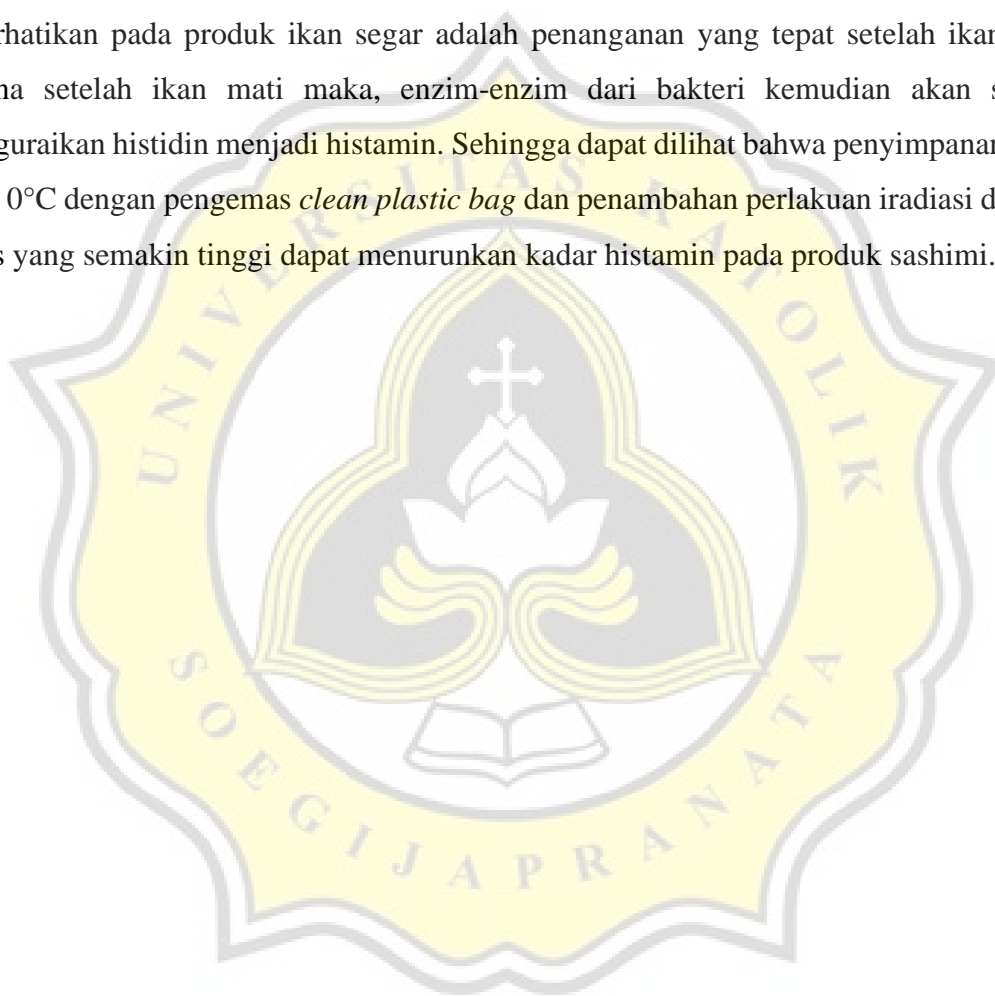 rhatikan pada produk ikan segar adalah penanganan yang tepat setelah ikan
na setelah ikan mati maka, enzim-enzim dari bakteri kemudian akan s
guraikan histidin menjadi histamin. Sehingga dapat dilihat bahwa penyimpanan
0°C dengan pengemas clean plastic bag dan penambahan perlakuan iradiasi d
s yang semakin tinggi dapat menurunkan kadar histamin pada produk sashimi.
UNIVERSITAS KATOLIK
SOEGIJAPRANATA